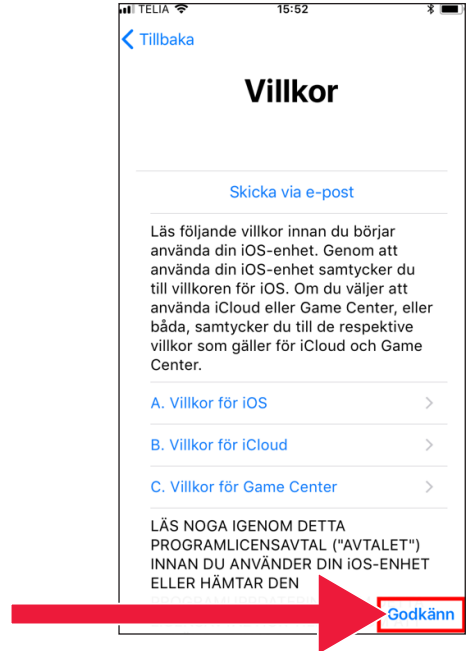 TELIA 15:52
Tillbaka
Villkor
Skicka via e-post
Läs följande villkor innan du börjar
använda din iOS-enhet. Genom att
använda din iOS-enhet samtycker du
till villkoren för iOS. Om du väljer att
använda iCloud eller Game Center, eller
båda, samtycker du till de respektive
villkor som gäller för iCloud och Game
Center.
A. Villkor för iOS
B. Villkor för iCloud
C. Villkor för Game Center
LÄS NOGA IGENOM DETTA
PROGRAMLICENSAVTAL ("AVTALET")
INNAN DU ANVÄNDER DIN iOS-ENHET
ELLER HÄMTAR DEN
Godkänn